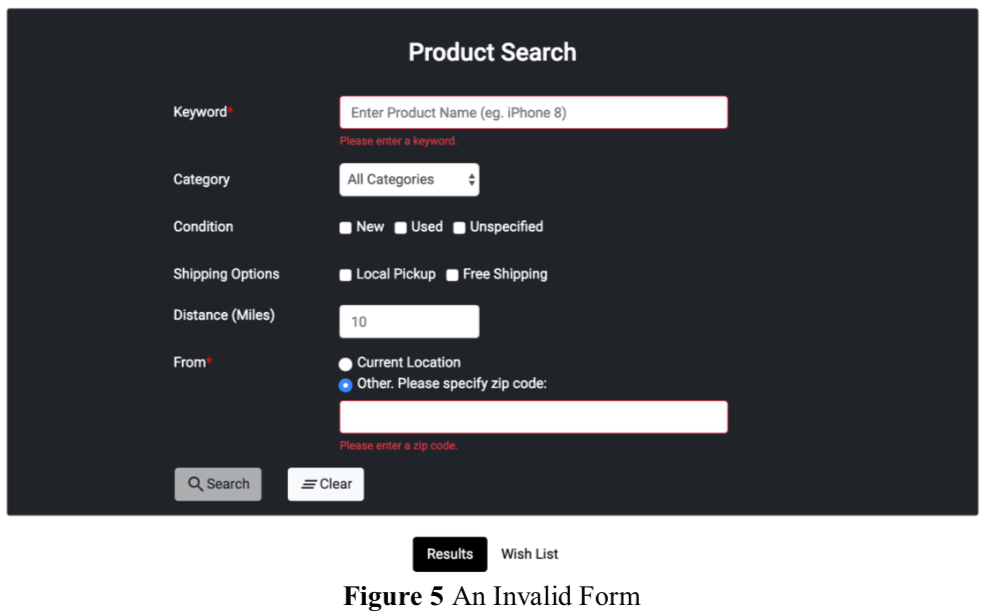 Product Search
Keyword*
Enter Product Name (eg. iPhone 8)
Please enter a keyword.
Category
All Categories
Condition
New Used Unspecified
Shipping Options
Local Pickup Free Shipping
Distance (Miles)
10
From*
Current Location
Other. Please specify zip code:
Please enter a zip code.
Search Clear
Results Wish List
Figure 5 An Invalid Form